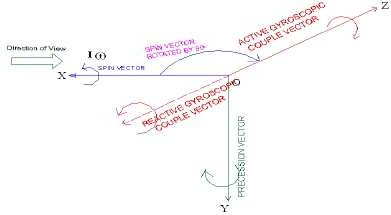 Z
ACTIVE GYROSCOPIC
COUPLE VECTOR
Direction of View
I ω
SPIN VECTOR
ROTATED BY 90
X
SPIN VECTOR
O
REACTIVE GYROSCOPIC
COUPLE VECTOR
PRECESSION VECTOR
Y